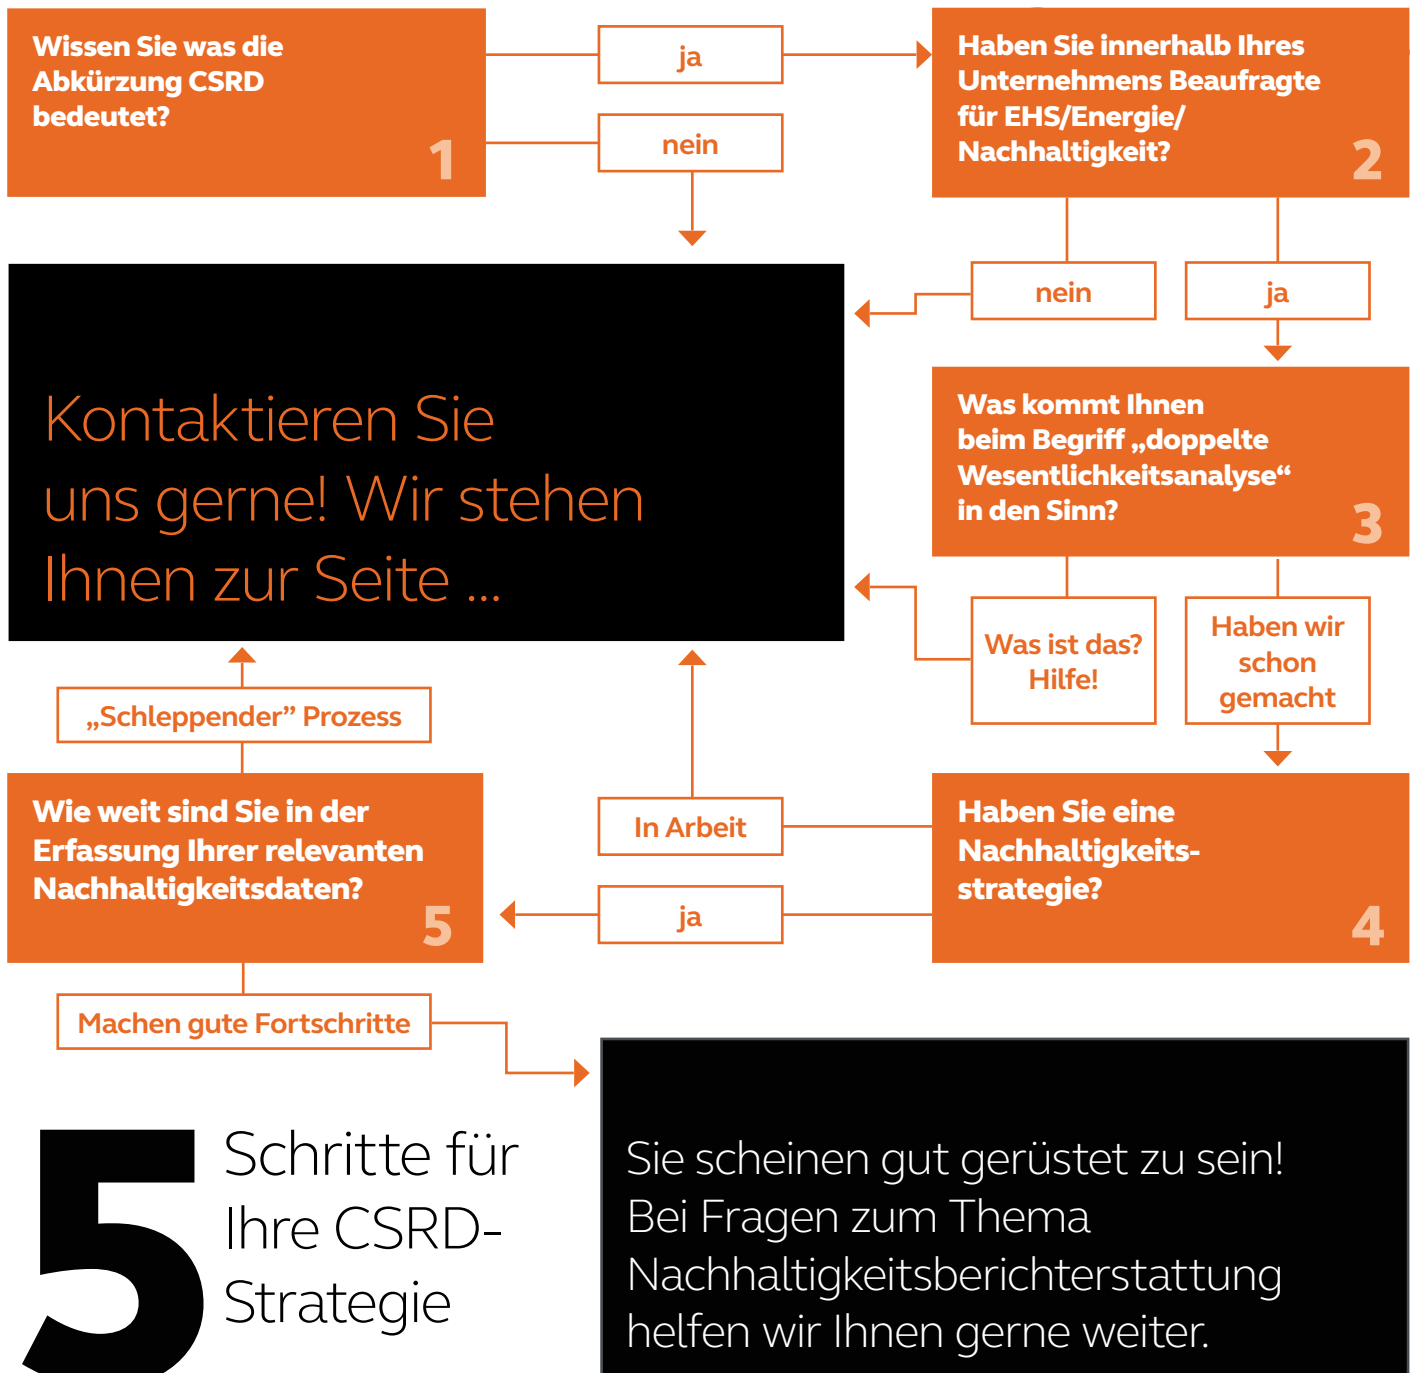 Wissen Sie was die
Abkürzung CSRD
bedeutet?
1
ja
nein
Haben Sie innerhalb Ihres
Unternehmens Beaufragte
für EHS/Energie/
Nachhaltigkeit?
2
nein
ja
Kontaktieren Sie
uns gerne! Wir stehen
Ihnen zur Seite ...
Was kommt Ihnen
beim Begriff „doppelte
Wesentlichkeitsanalyse“
in den Sinn?
3
Was ist das?
Hilfe!
Haben wir
schon
gemacht
„Schleppender” Prozess
Haben Sie eine
Nachhaltigkeits-
strategie?
4
In Arbeit
ja
Wie weit sind Sie in der
Erfassung Ihrer relevanten
Nachhaltigkeitsdaten?
5
Machen gute Fortschritte
5
Schritte für
Ihre CSRD-
Strategie
Sie scheinen gut gerüstet zu sein!
Bei Fragen zum Thema
Nachhaltigkeitsberichterstattung
helfen wir Ihnen gerne weiter.